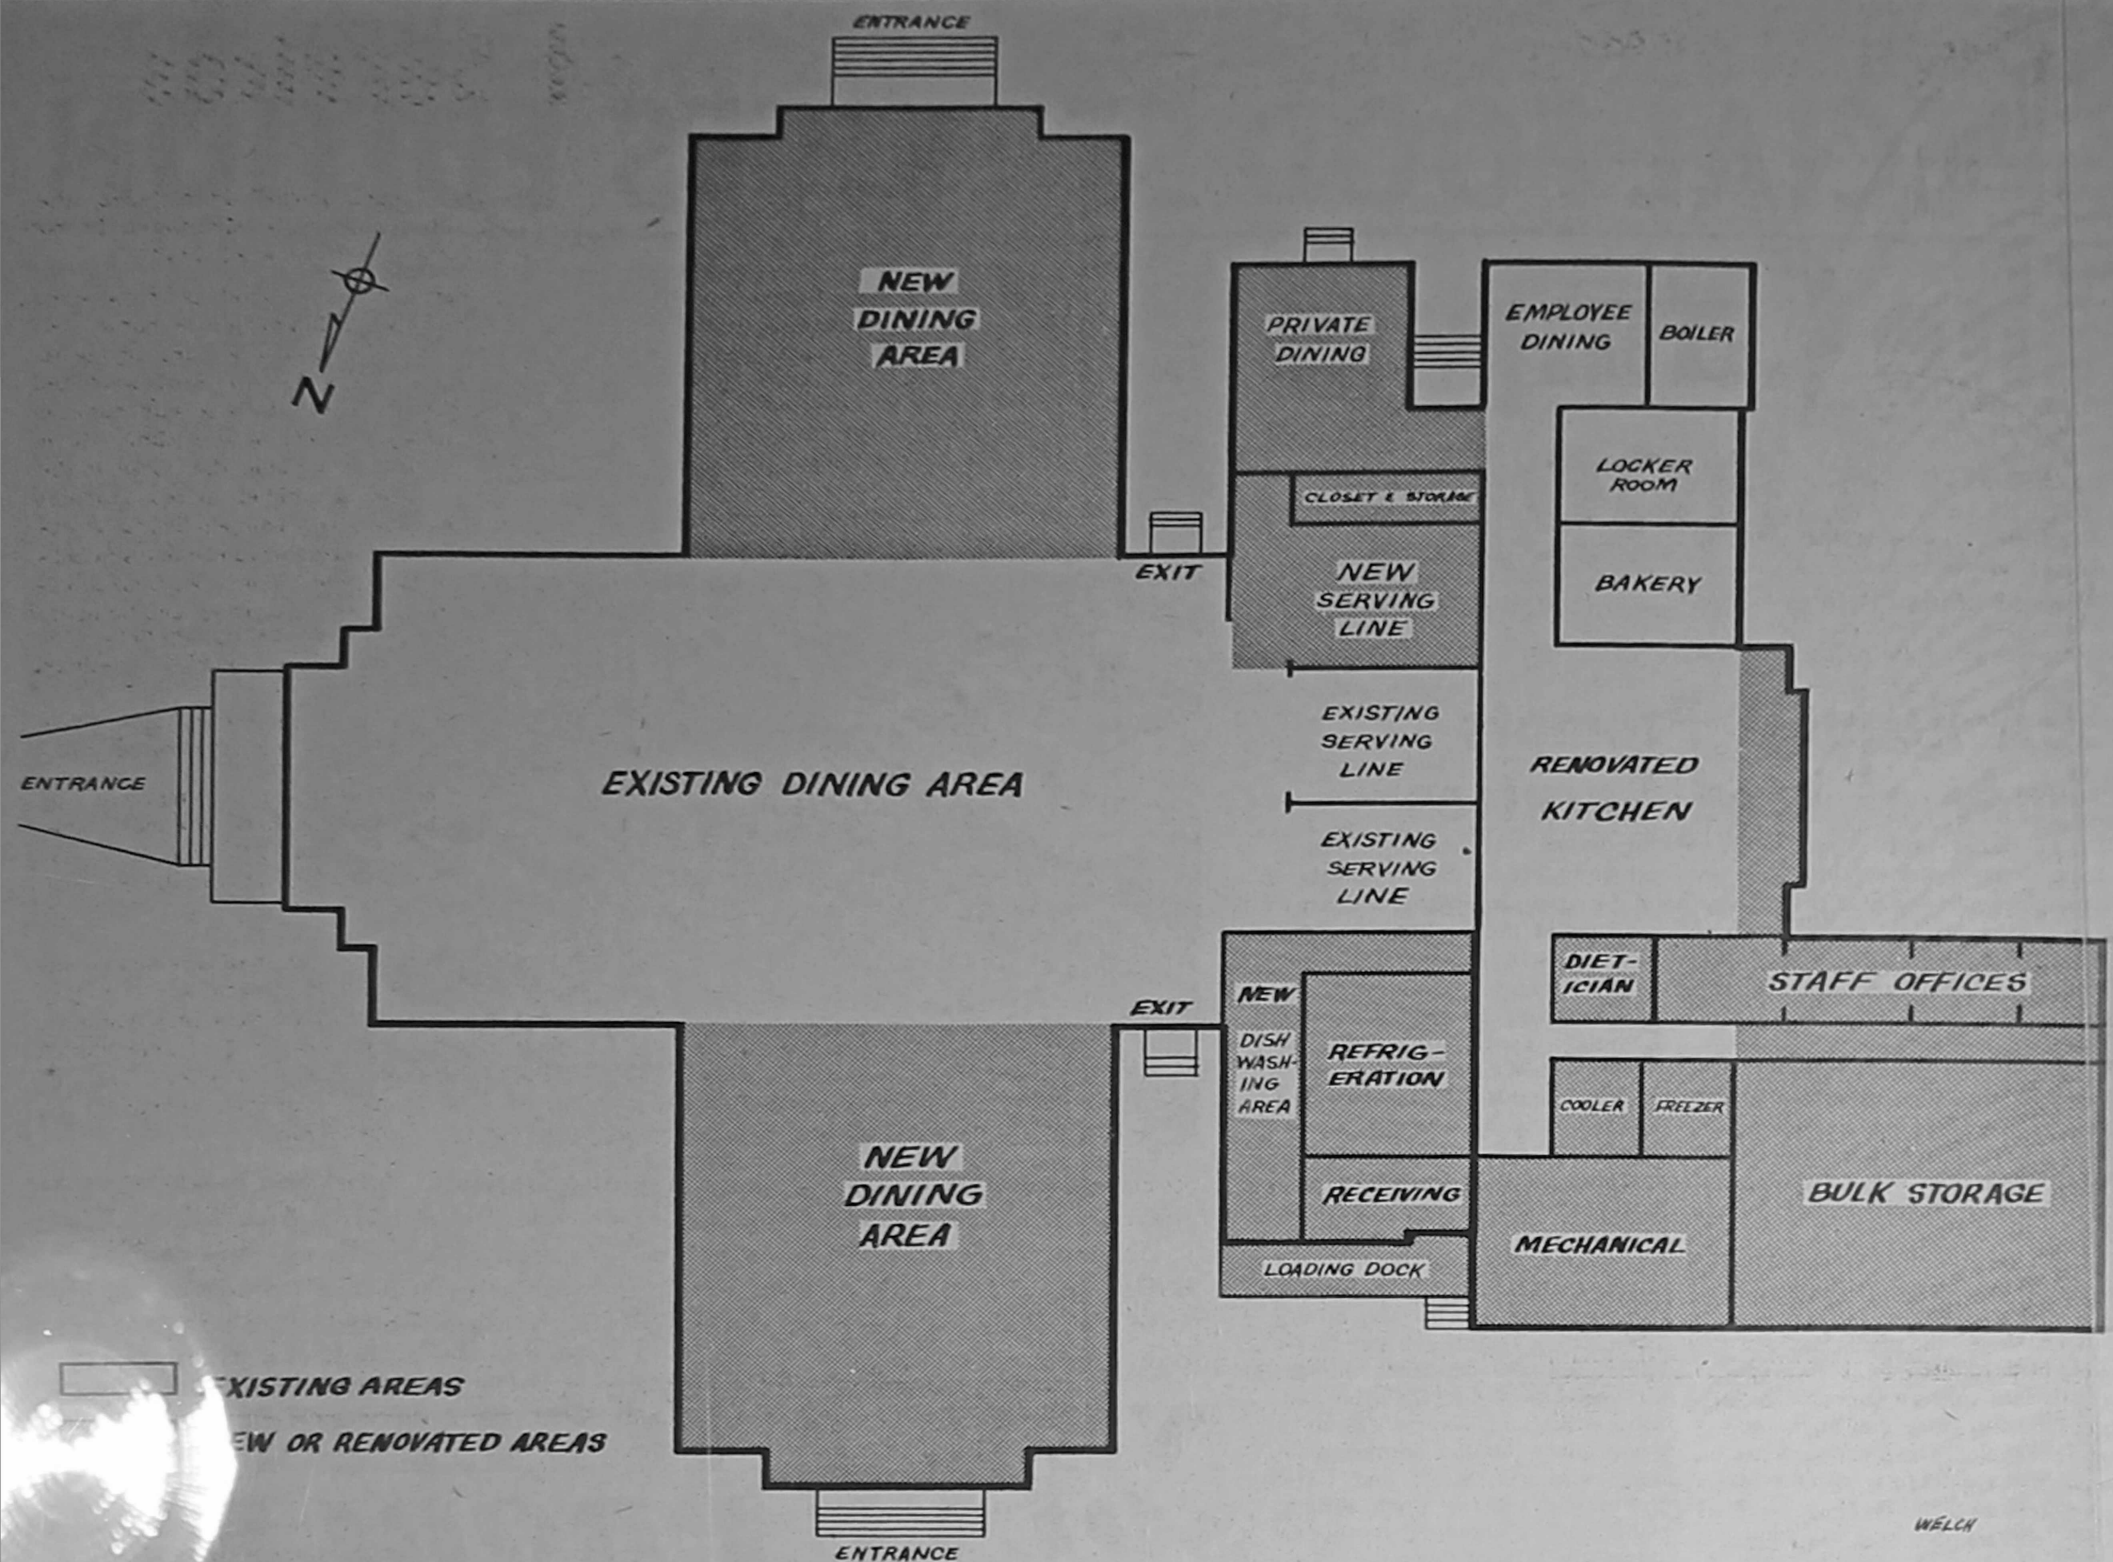 ENTRANCE
NEW
DINING
AREA
N
PRIVATE
DINING
EMPLOYEE
DINING
BOILER
LOCKER
ROOM
CLOSET & STORAGE
BAKERY
EXIT
NEW
SERVING
LINE
EXISTING
SERVING
LINE
ENTRANCE
EXISTING DINING AREA
RENOVATED
KITCHEN
EXISTING
SERVING
LINE
DIET-
ICIAN
STAFF OFFICES
EXIT
NEW
DISH
WASH-
ING
AREA
REFRIG-
ERATION
COOLER
FREEZER
NEW
DINING
AREA
RECEIVING
BULK STORAGE
MECHANICAL
LOADING DOCK
EXISTING AREAS
EW OR RENOVATED AREAS
WELCH
ENTRANCE